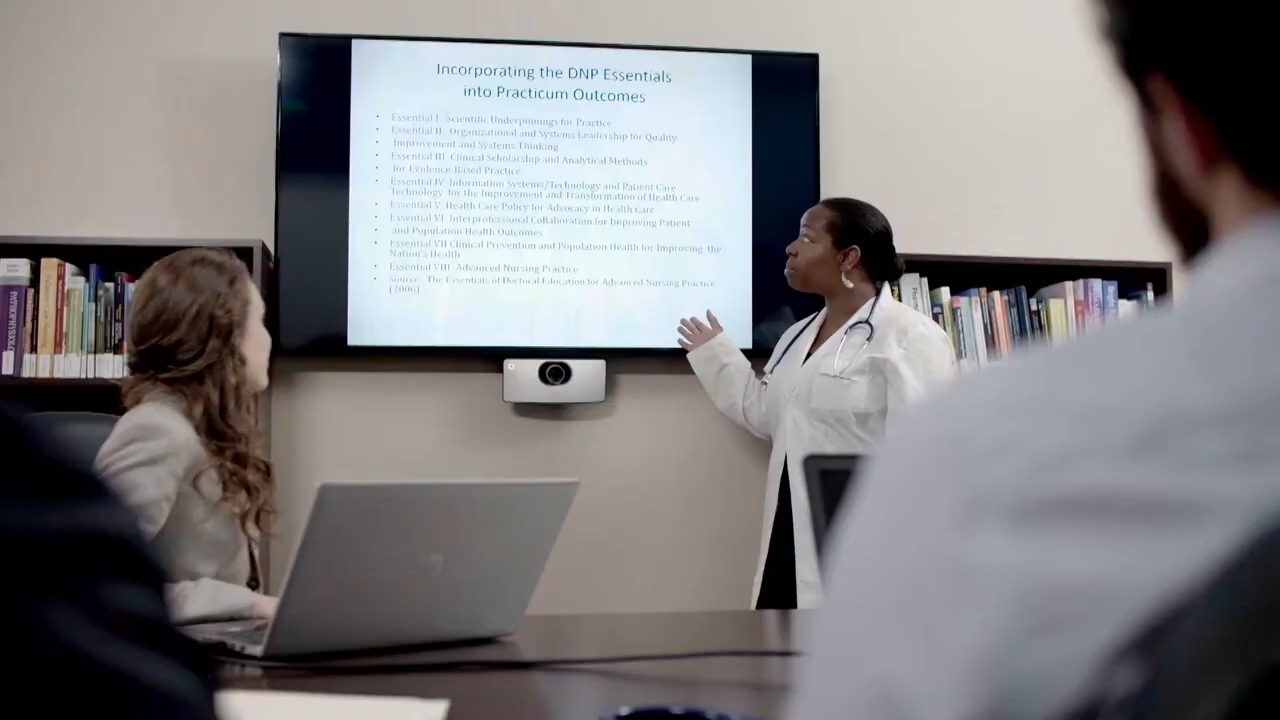 Incorporating the DNP Essentials
into Practicum Outcomes
• Essential I Scientific Underpinnings for Practice
• Essential II. Organizational and Systems Leadership for Quality
• Improvement and Systems Thinking
• Essential III Clinical Scholarship and Analytical Methods
• for Evidence-Based Practice
• Essential IV Information Systems/Technology and Patient Care
Technology for the Improvement and Transformation of Health Care
• Essential V. Health Care Policy for Advocacy in Health Care
• Essential VI Interprofessional Collaboration for Improving Patient
• and Population Health Outcomes
• Essential VII Clinical Prevention and Population Health for Improving the
Nation's Health
• Essential VIII Advanced Nursing Practice
• Source: The Essentials of Doctoral Education for Advanced Nursing Practice
(2006)